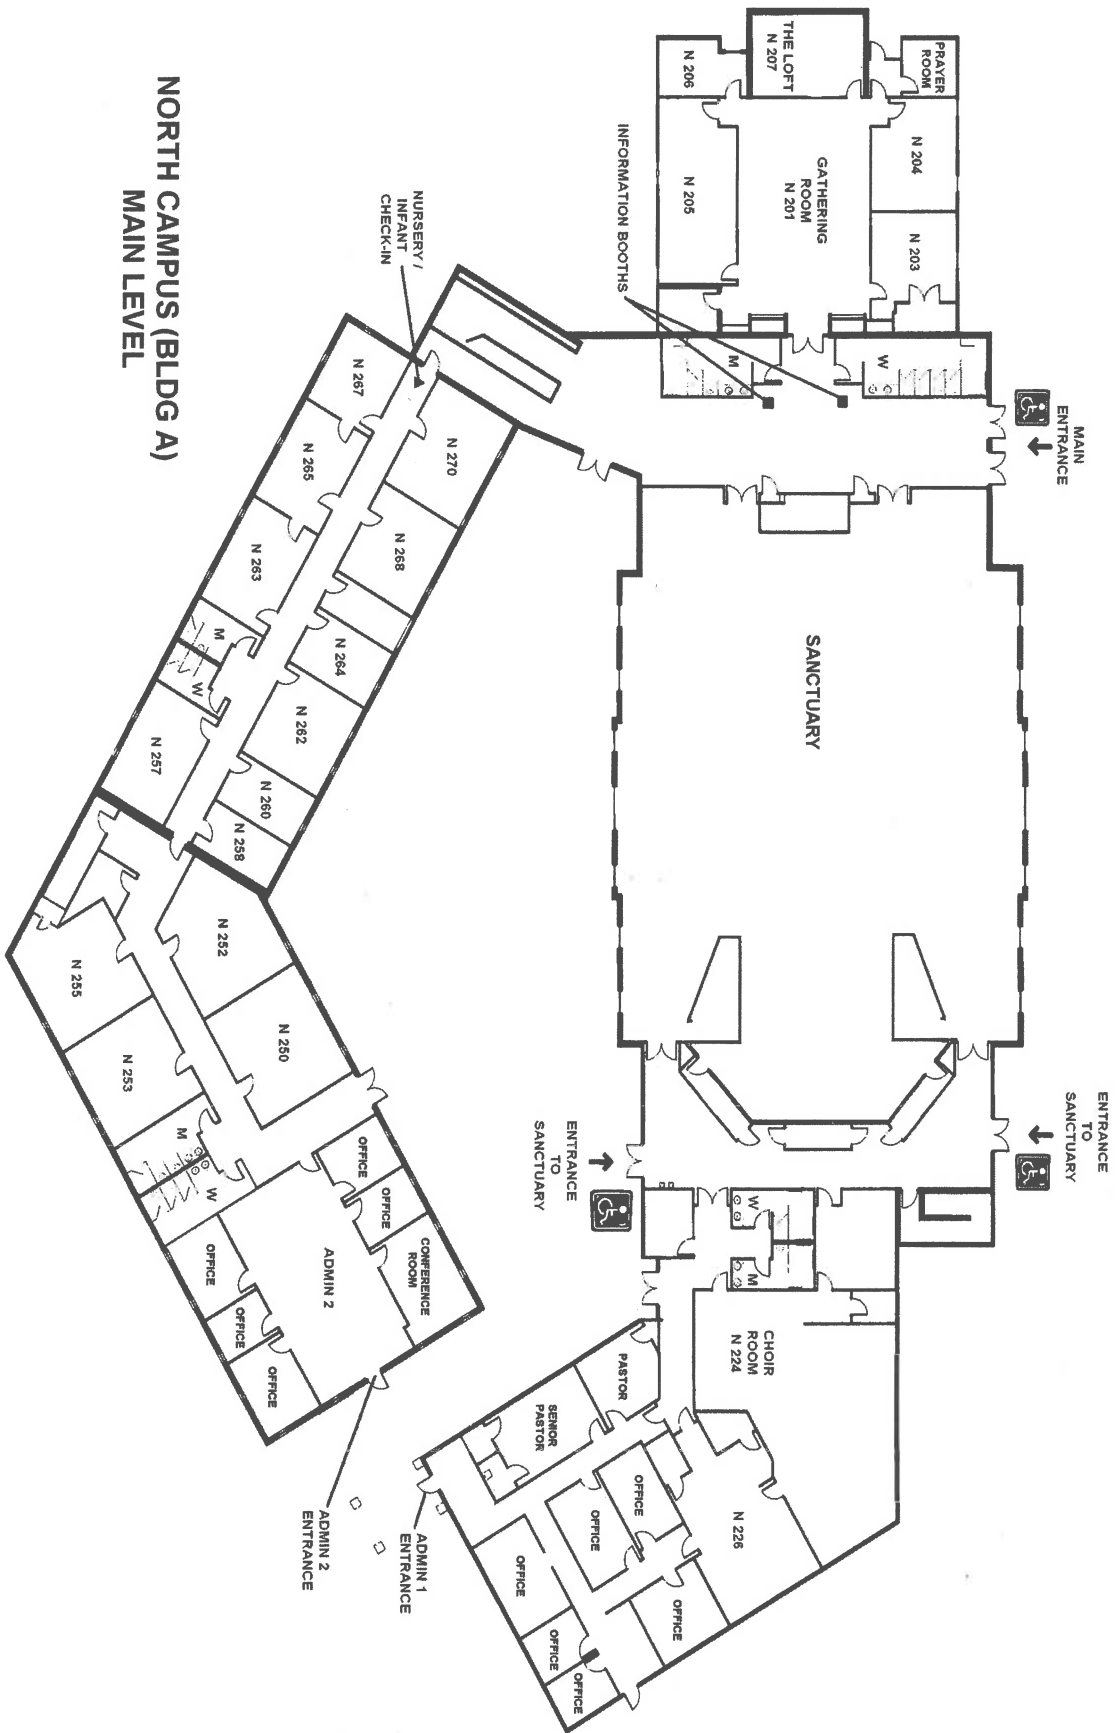 NORTH CAMPUS (BLDG A)
MAIN LEVEL
PRAYER
ROOM
THE LOFT
N 207
N 206
N 204
N 203
N 205
GATHERING
ROOM
N 201
INFORMATION BOOTHS
M
W
MAIN
ENTRANCE
NURSERY /
INFANT
CHECK-IN
SANCTUARY
N 267
N 265
N 263
M
W
N 257
N 270
N 268
N 264
N 262
N 260
N 258
N 252
N 250
N 255
N 253
M
W
ENTRANCE
TO
SANCTUARY
ENTRANCE
TO
SANCTUARY
W
M
CHOIR
ROOM
N 224
N 226
OFFICE
OFFICE
CONFERENCE
ROOM
ADMIN 2
OFFICE
OFFICE
OFFICE
ADMIN 2
ENTRANCE
PASTOR
SENIOR
PASTOR
OFFICE
OFFICE
OFFICE
OFFICE
OFFICE
OFFICE
ADMIN 1
ENTRANCE